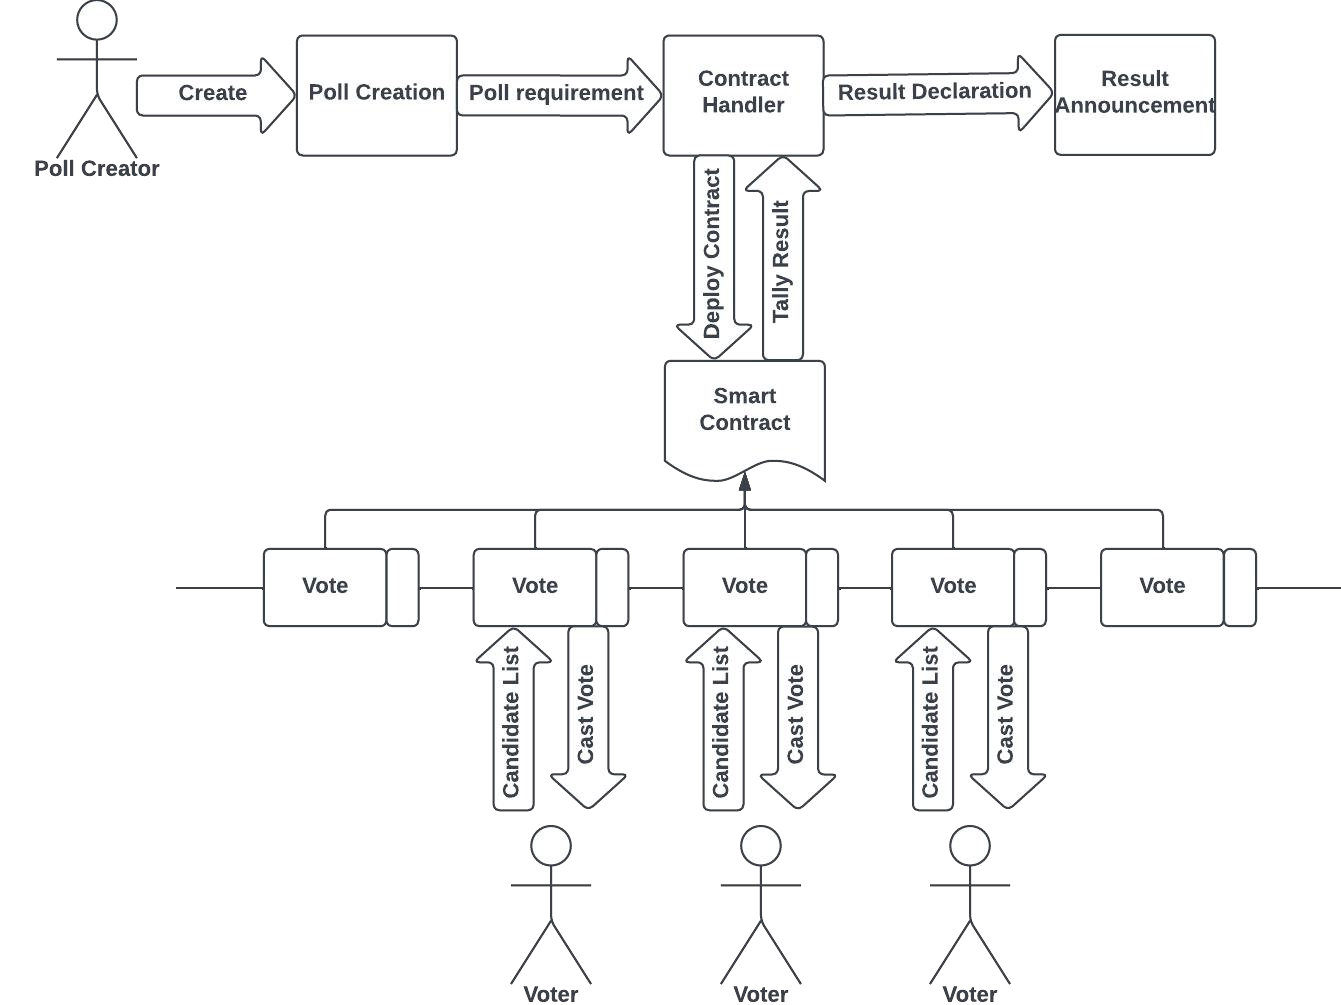 Create
Poll Creation
Poll requirement
Contract
Handler
Result Declaration
Result
Announcement
Poll Creator
Deploy Contract
Tally Result
Smart
Contract
Vote
Vote
Vote
Vote
Vote
Candidate List
Cast Vote
Candidate List
Cast Vote
Candidate List
Cast Vote
Voter
Voter
Voter